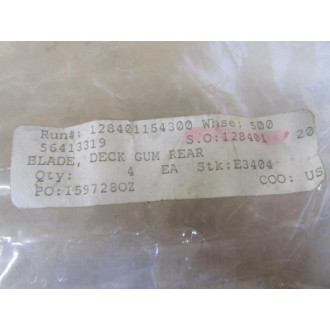 Run#: 128401154300 Whse: 500
56413319 S.O:128401 20
BLADE, DECK GUM REAR
Qty: 4 EA Stk:E3404
PO:159728OZ COO: US